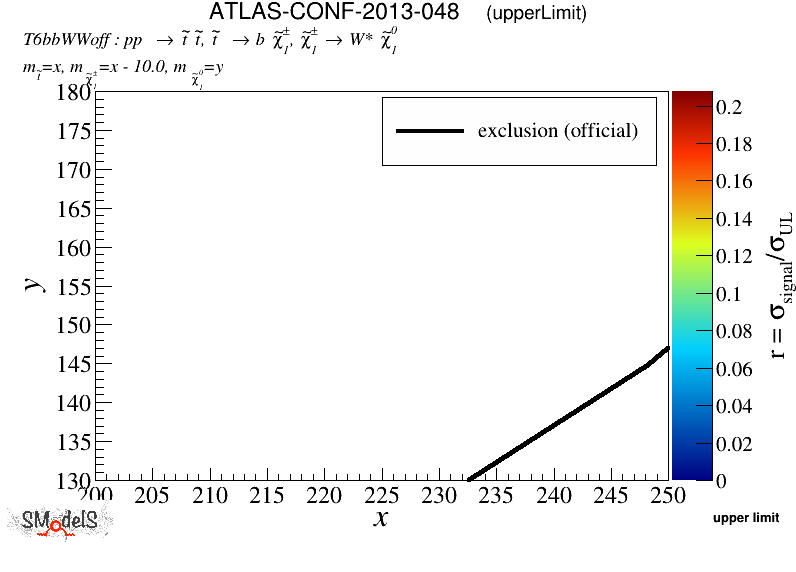 ATLAS-CONF-2013-048 (upperLimit)
T6bbWWoff : pp → t̃ t̃, t̃ → b χ̃₁±, χ̃₁± → W* χ̃₁⁰
m_t̃=x, m_χ̃₁±=x - 10.0, m_χ̃₁⁰=y
exclusion (official)
180
175
170
165
160
155
150
145
140
135
130
y
200 205 210 215 220 225 230 235 240 245 250
x
0.2
0.18
0.16
0.14
0.12
0.1
0.08
0.06
0.04
0.02
0
r = σ_signal/σ_UL
SModelS
upper limit